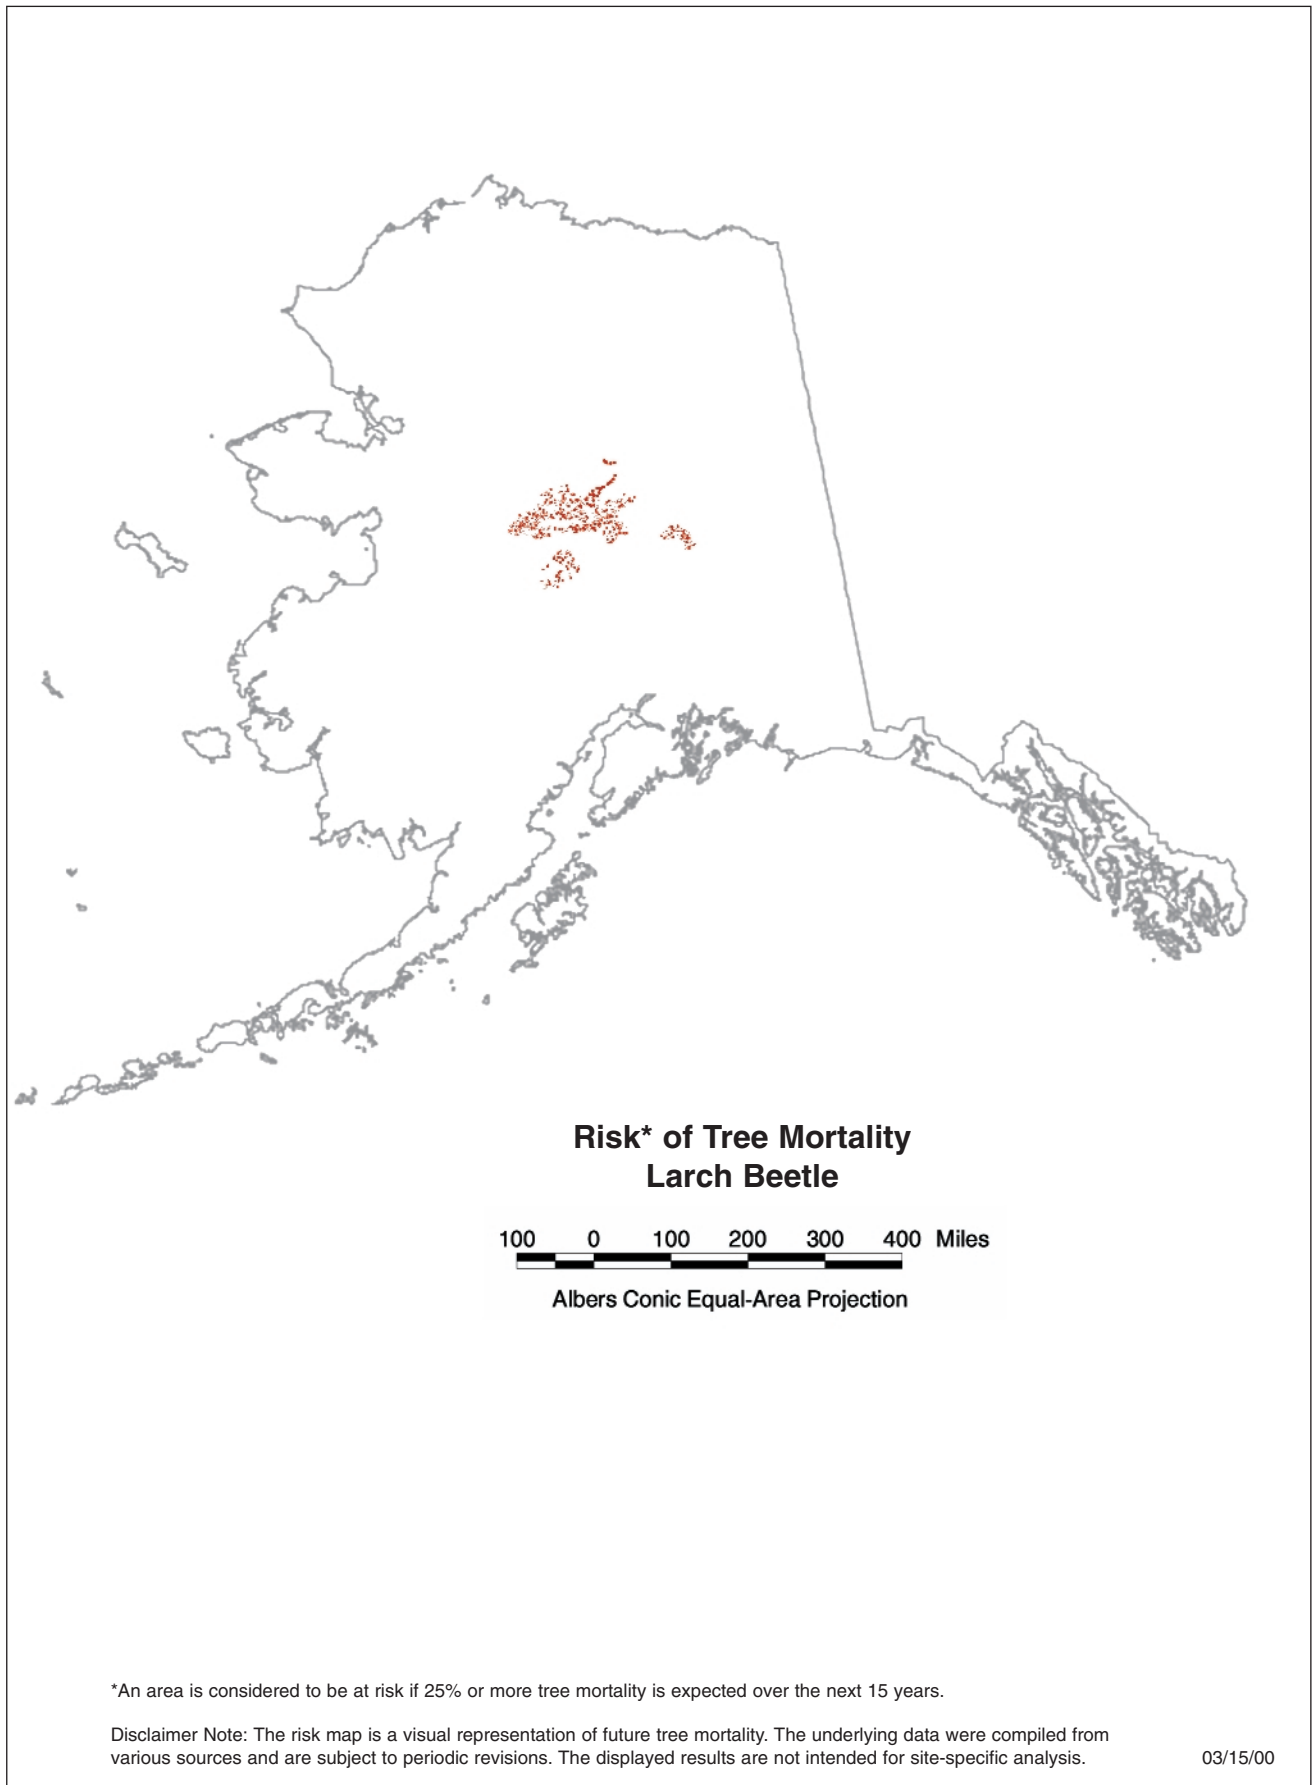 Risk* of Tree Mortality
Larch Beetle
100 0 100 200 300 400 Miles
Albers Conic Equal-Area Projection
*An area is considered to be at risk if 25% or more tree mortality is expected over the next 15 years.
Disclaimer Note: The risk map is a visual representation of future tree mortality. The underlying data were compiled from
various sources and are subject to periodic revisions. The displayed results are not intended for site-specific analysis.
03/15/00